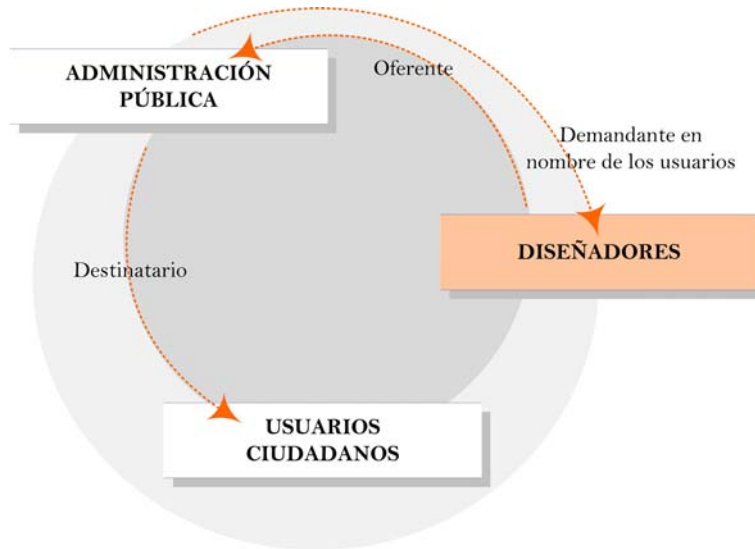 ADMINISTRACIÓN
PÚBLICA
Oferente
Demandante en
nombre de los usuarios
DISEÑADORES
Destinatario
USUARIOS
CIUDADANOS